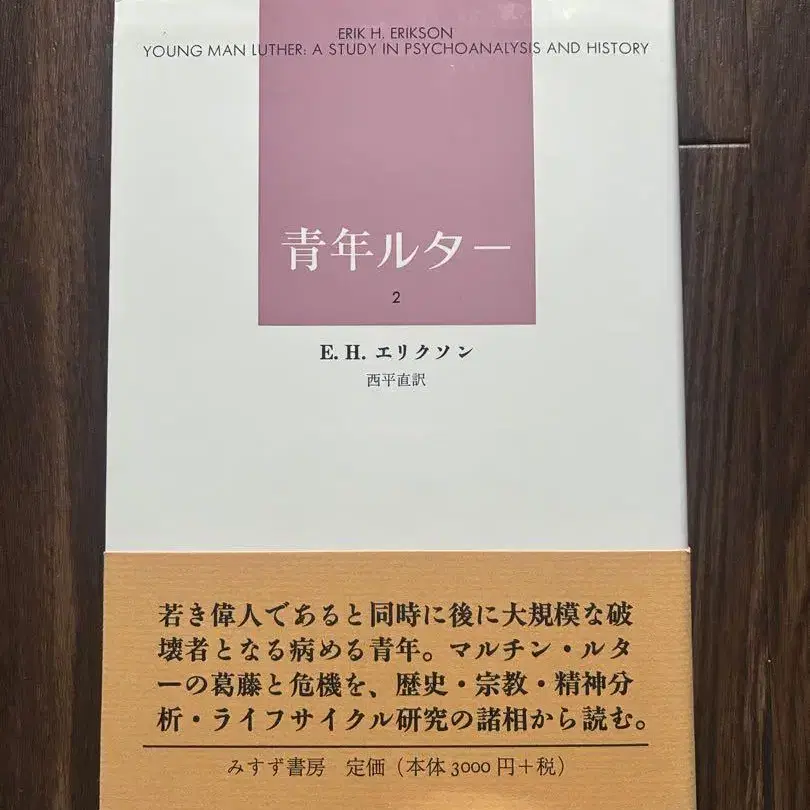 ERIK H. ERIKSON
YOUNG MAN LUTHER: A STUDY IN PSYCHOANALYSIS AND HISTORY
青年ルター
2
E. H. エリクソン
西平直訳
若き偉人であると同時に後に大規模な破
壊者となる病める青年。マルチン・ルタ
ーの葛藤と危機を、歴史・宗教・精神分
析・ライフサイクル研究の諸相から読む。
みすず書房 定価（本体3000円＋税）